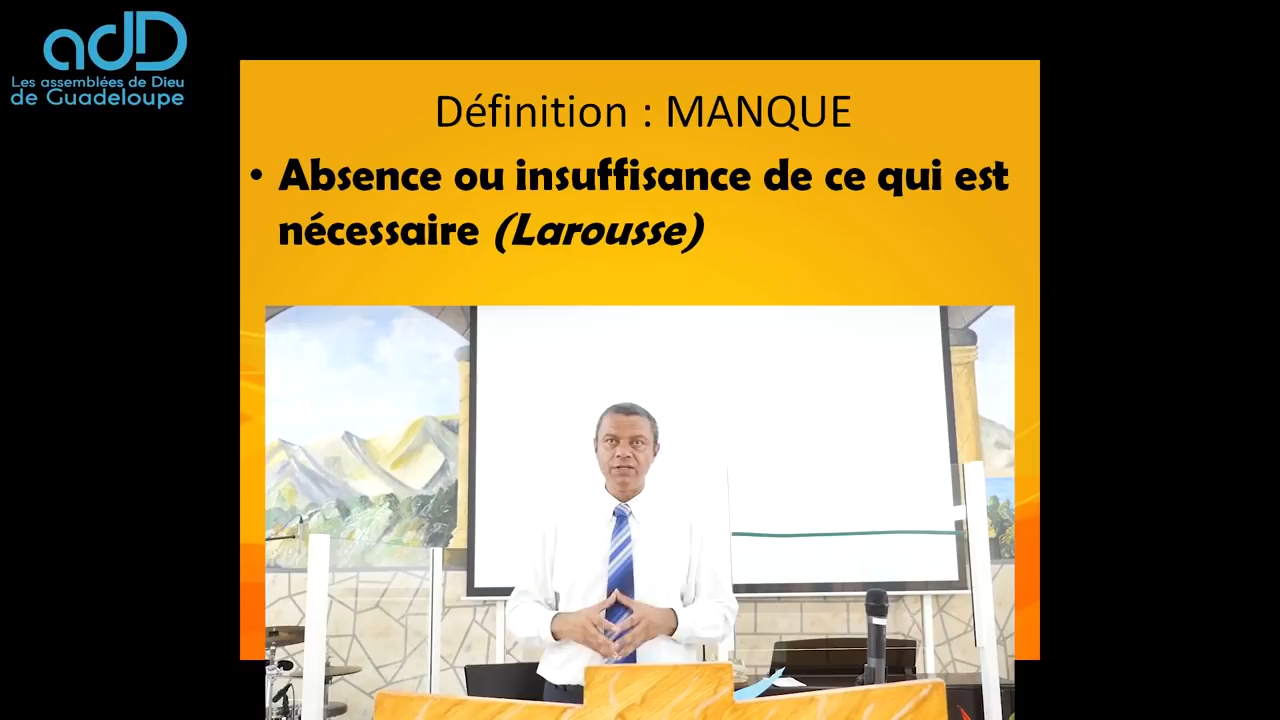 adD
Les assemblées de Dieu
de Guadeloupe
Définition : MANQUE
• Absence ou insuffisance de ce qui est
nécessaire (Larousse)